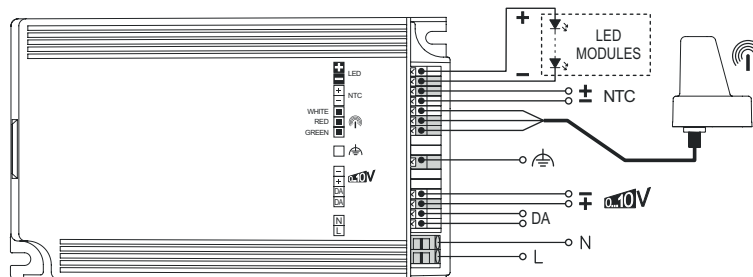 +
LED
MODULES
−
+
−
LED
+
−
NTC
± NTC
−
WHITE
RED
GREEN
−
+
0..10V
DA
DA
N
L
−
+
0..10V
DA
N
L